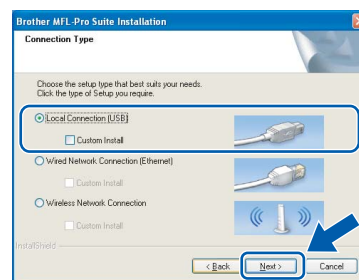 Brother MFL-Pro Suite Installation
Connection Type
Choose the setup type that best suits your needs.
Click the type of Setup you require.
Local Connection (USB)
Custom Install
Wired Network Connection (Ethernet)
Custom Install
Wireless Network Connection
Custom Install
InstallShield
< Back Next > Cancel